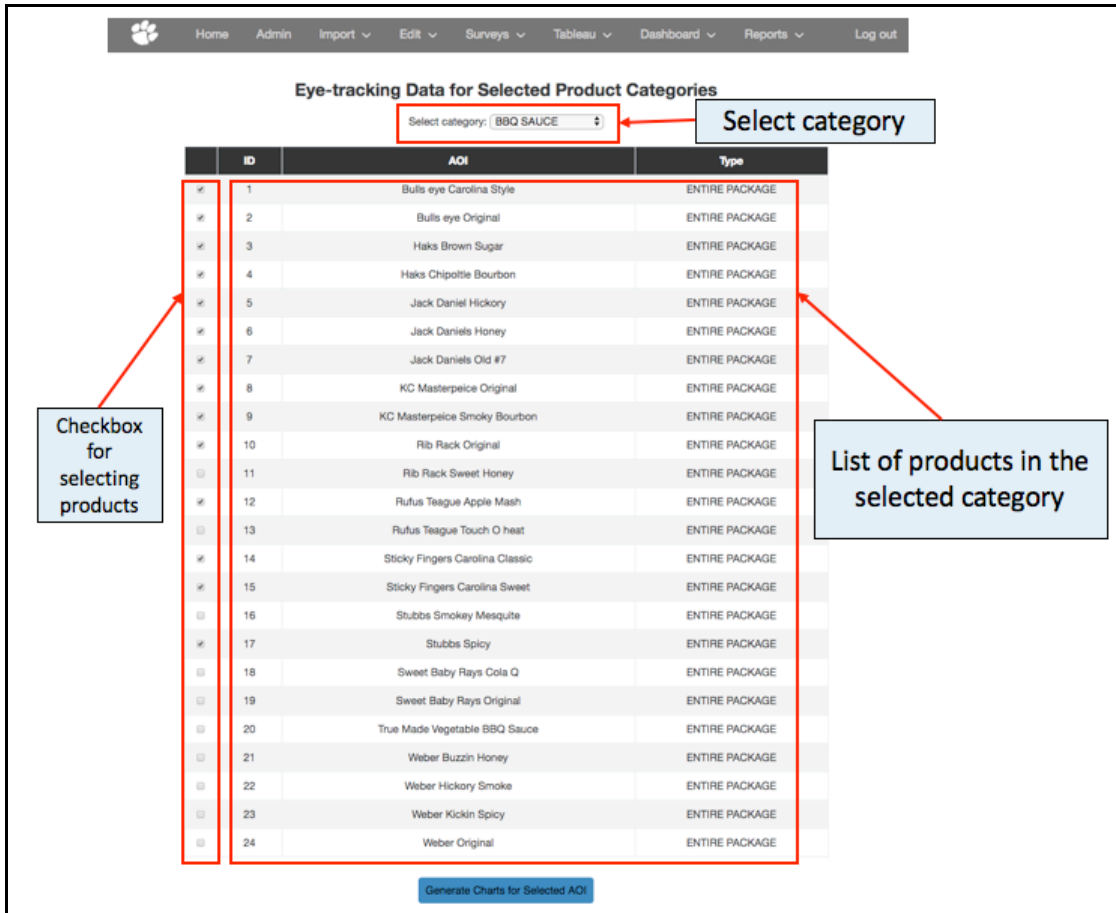 Home Admin Import Edit Surveys Tableau Dashboard Reports Log out
Eye-tracking Data for Selected Product Categories
Select category: BBQ SAUCE
Select category
ID AOI Type
1 Bulls eye Carolina Style ENTIRE PACKAGE
2 Bulls eye Original ENTIRE PACKAGE
3 Haks Brown Sugar ENTIRE PACKAGE
4 Haks Chipoltle Bourbon ENTIRE PACKAGE
5 Jack Daniel Hickory ENTIRE PACKAGE
6 Jack Daniels Honey ENTIRE PACKAGE
7 Jack Daniels Old #7 ENTIRE PACKAGE
8 KC Masterpeice Original ENTIRE PACKAGE
9 KC Masterpeice Smoky Bourbon ENTIRE PACKAGE
10 Rib Rack Original ENTIRE PACKAGE
11 Rib Rack Sweet Honey ENTIRE PACKAGE
12 Rufus Teague Apple Mash ENTIRE PACKAGE
13 Rufus Teague Touch O heat ENTIRE PACKAGE
14 Sticky Fingers Carolina Classic ENTIRE PACKAGE
15 Sticky Fingers Carolina Sweet ENTIRE PACKAGE
16 Stubbs Smokey Mesquite ENTIRE PACKAGE
17 Stubbs Spicy ENTIRE PACKAGE
18 Sweet Baby Rays Cola Q ENTIRE PACKAGE
19 Sweet Baby Rays Original ENTIRE PACKAGE
20 True Made Vegetable BBQ Sauce ENTIRE PACKAGE
21 Weber Buzzin Honey ENTIRE PACKAGE
22 Weber Hickory Smoke ENTIRE PACKAGE
23 Weber Kickin Spicy ENTIRE PACKAGE
24 Weber Original ENTIRE PACKAGE
Checkbox
for
selecting
products
List of products in the
selected category
Generate Charts for Selected AOI